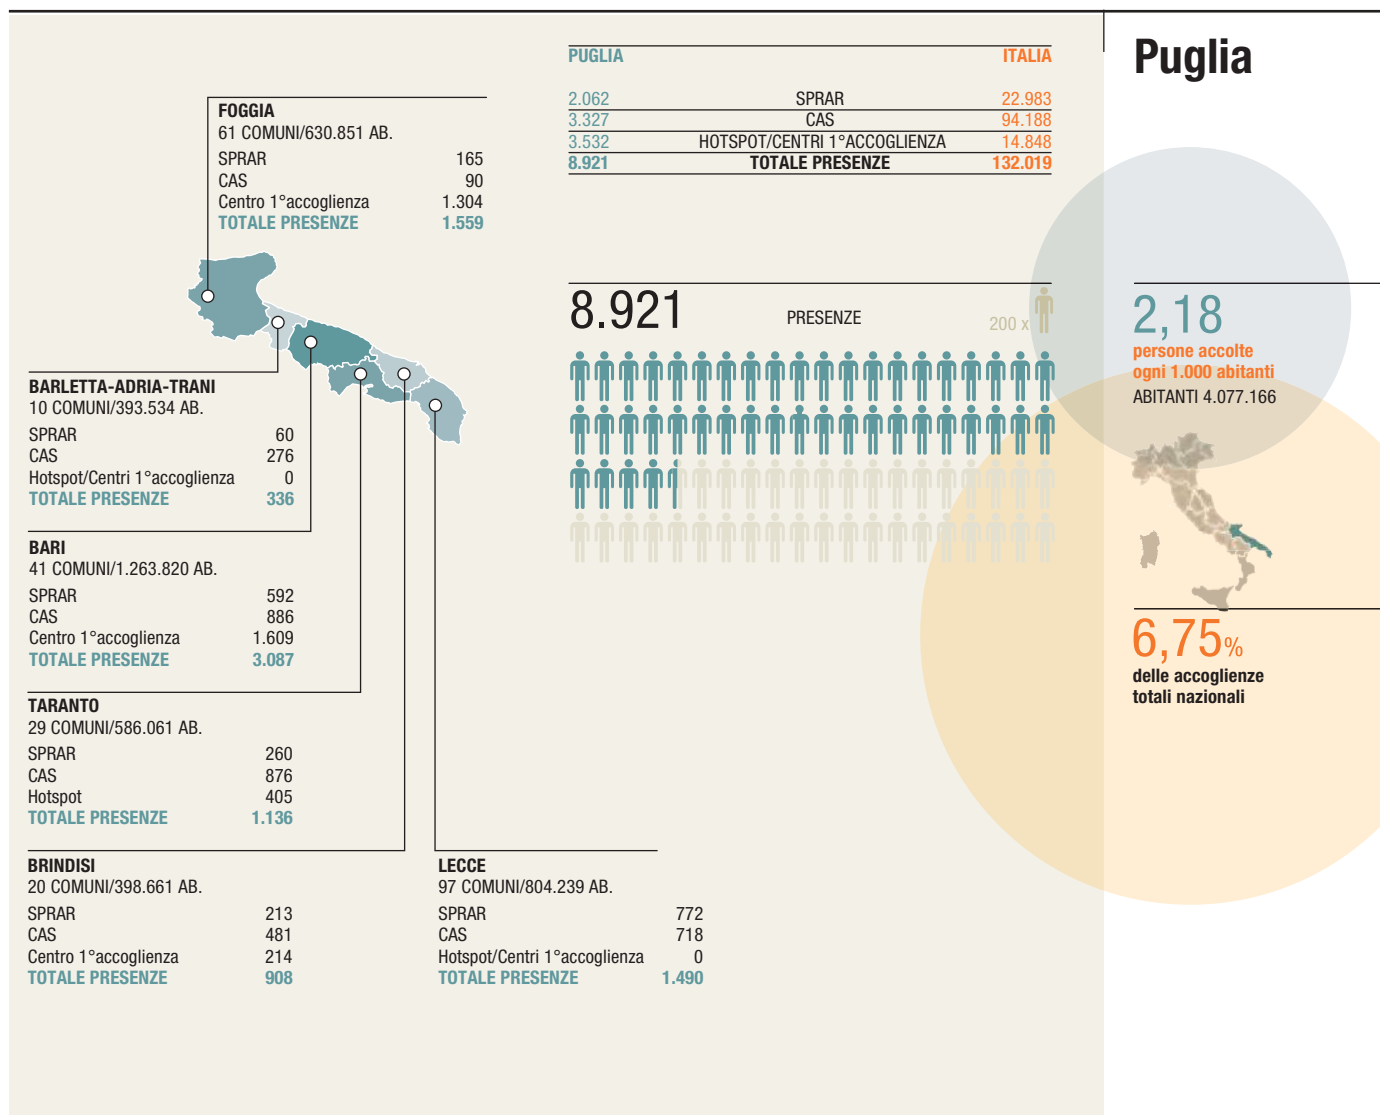 Puglia
PUGLIA ITALIA
2.062 SPRAR 22.983
3.327 CAS 94.188
3.532 HOTSPOT/CENTRI 1°ACCOGLIENZA 14.848
8.921 TOTALE PRESENZE 132.019
FOGGIA
61 COMUNI/630.851 AB.
SPRAR 165
CAS 90
Centro 1°accoglienza 1.304
TOTALE PRESENZE 1.559
8.921 PRESENZE 200 x
2,18
persone accolte
ogni 1.000 abitanti
ABITANTI 4.077.166
6,75%
delle accoglienze
totali nazionali
BARLETTA-ADRIA-TRANI
10 COMUNI/393.534 AB.
SPRAR 60
CAS 276
Hotspot/Centri 1°accoglienza 0
TOTALE PRESENZE 336
BARI
41 COMUNI/1.263.820 AB.
SPRAR 592
CAS 886
Centro 1°accoglienza 1.609
TOTALE PRESENZE 3.087
TARANTO
29 COMUNI/586.061 AB.
SPRAR 260
CAS 876
Hotspot 405
TOTALE PRESENZE 1.136
BRINDISI
20 COMUNI/398.661 AB.
SPRAR 213
CAS 481
Centro 1°accoglienza 214
TOTALE PRESENZE 908
LECCE
97 COMUNI/804.239 AB.
SPRAR 772
CAS 718
Hotspot/Centri 1°accoglienza 0
TOTALE PRESENZE 1.490